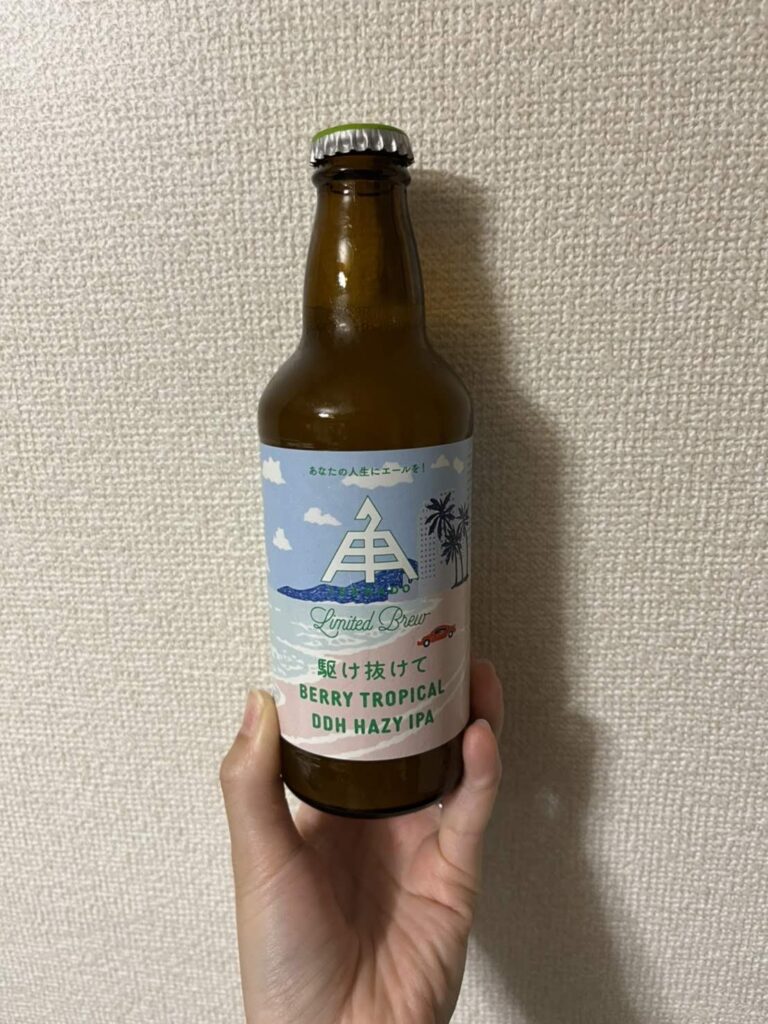 あなたの人生にエールを!
ISEKADO
Limited Brew
駆け抜けて
BERRY TROPICAL
DDH HAZY IPA